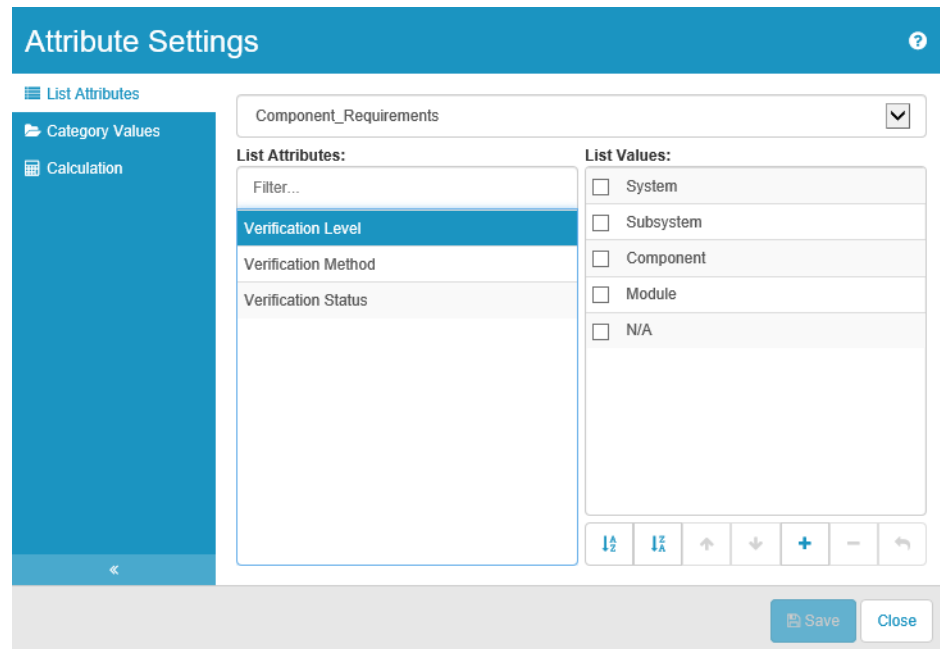 Attribute Settings
List Attributes
Category Values
Calculation
Component_Requirements
List Attributes:
Filter...
Verification Level
Verification Method
Verification Status
List Values:
System
Subsystem
Component
Module
N/A
Save
Close